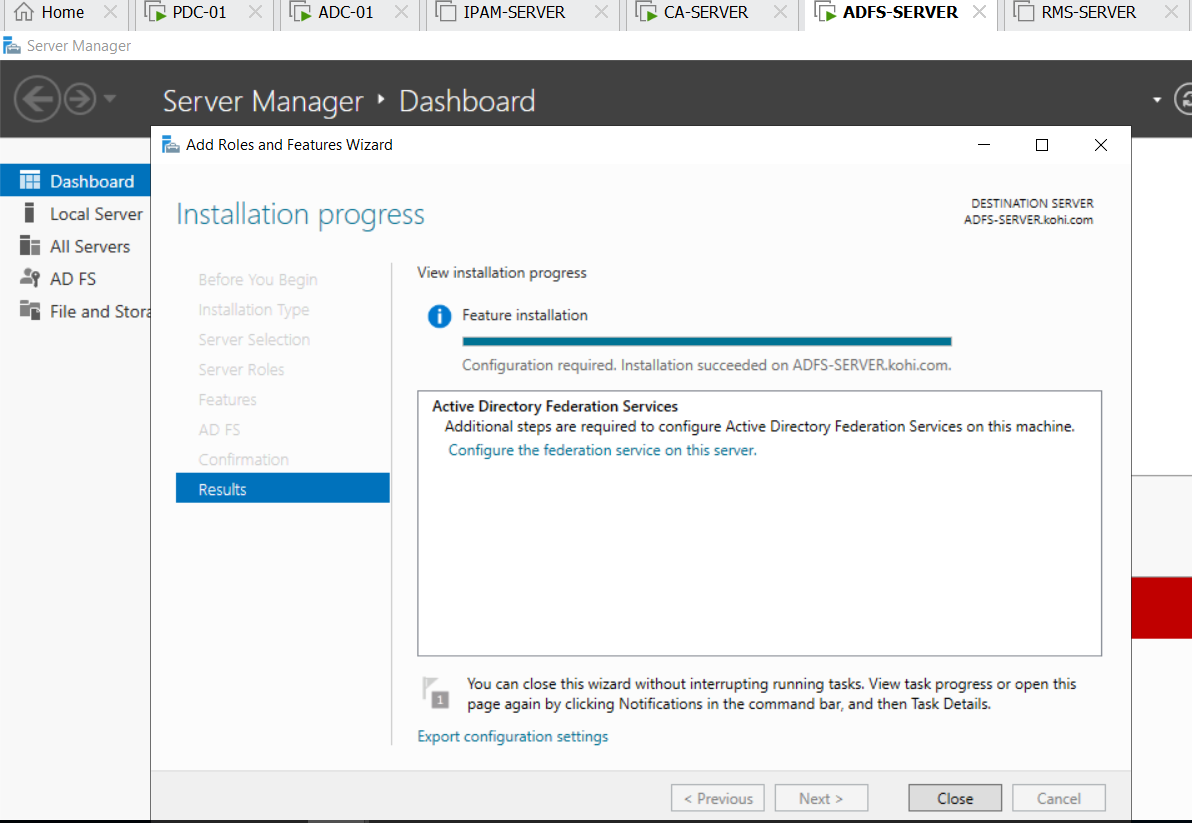 Home
PDC-01
ADC-01
IPAM-SERVER
CA-SERVER
ADFS-SERVER
RMS-SERVER
Server Manager
Server Manager
Dashboard
Add Roles and Features Wizard
Installation progress
DESTINATION SERVER
ADFS-SERVER.kohi.com
Dashboard
Local Server
All Servers
AD FS
File and Stora
Before You Begin
Installation Type
Server Selection
Server Roles
Features
AD FS
Confirmation
Results
View installation progress
Feature installation
Configuration required. Installation succeeded on ADFS-SERVER.kohi.com.
Active Directory Federation Services
Additional steps are required to configure Active Directory Federation Services on this machine.
Configure the federation service on this server.
1
You can close this wizard without interrupting running tasks. View task progress or open this
page again by clicking Notifications in the command bar, and then Task Details.
Export configuration settings
< Previous
Next >
Close
Cancel